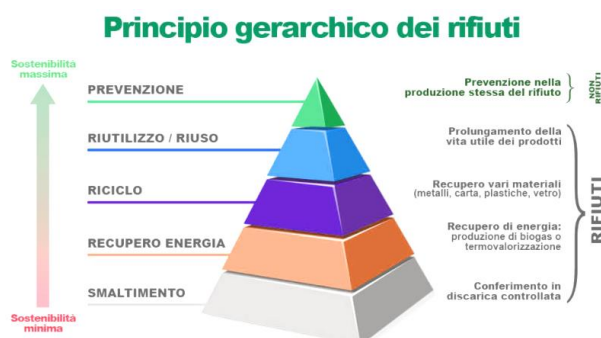 Principio gerarchico dei rifiuti
Sostenibilità
massima
PREVENZIONE
Prevenzione nella
produzione stessa del rifiuto
NON
RIFIUTI
RIUTILIZZO / RIUSO
Prolungamento della
vita utile dei prodotti
RICICLO
Recupero vari materiali
(metalli, carta, plastiche, vetro)
RECUPERO ENERGIA
Recupero di energia:
produzione di biogas o
termovalorizzazione
SMALTIMENTO
Conferimento in
discarica controllata
RIFIUTI
Sostenibilità
minima